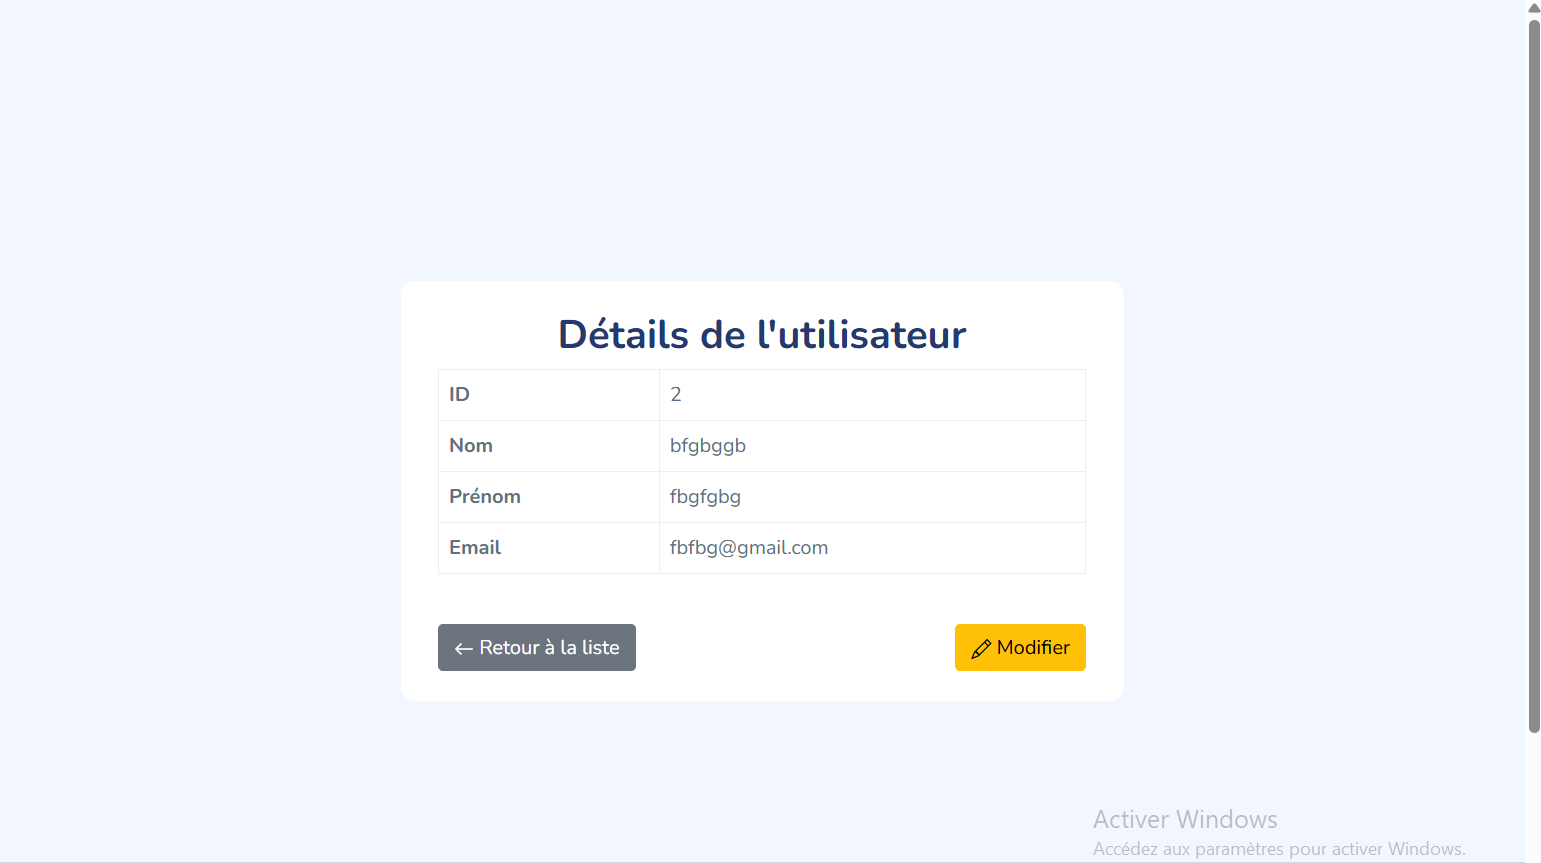 Détails de l'utilisateur
ID 2
Nom bfgbggb
Prénom fbgfgbg
Email fbfbg@gmail.com
← Retour à la liste Modifier
Activer Windows
Accédez aux paramètres pour activer Windows.